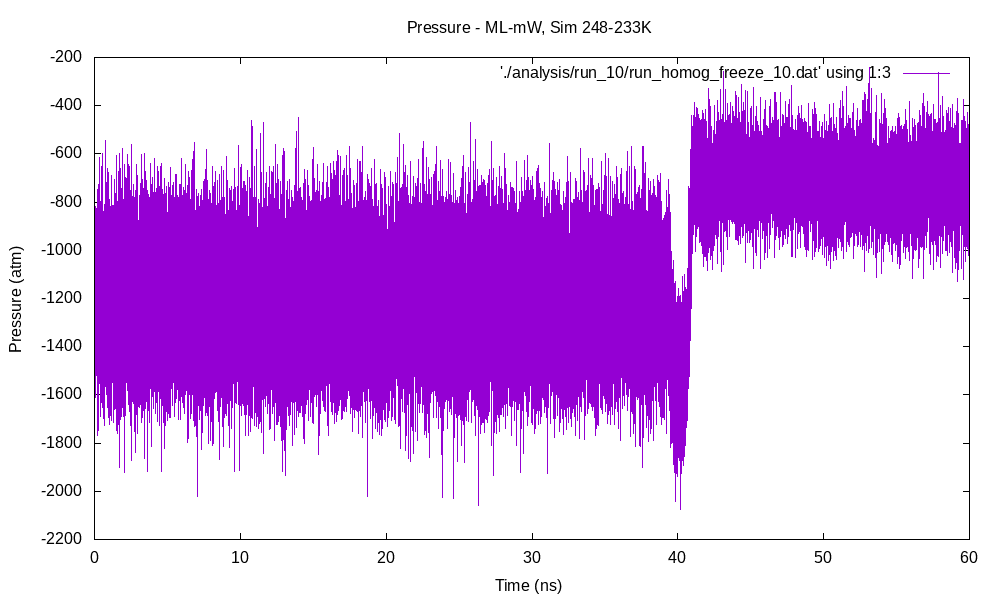 Pressure - ML-mW, Sim 248-233K
'./analysis/run_10/run_homog_freeze_10.dat' using 1:3
-200
-400
-600
-800
-1000
-1200
-1400
-1600
-1800
-2000
-2200
Pressure (atm)
0 10 20 30 40 50 60
Time (ns)